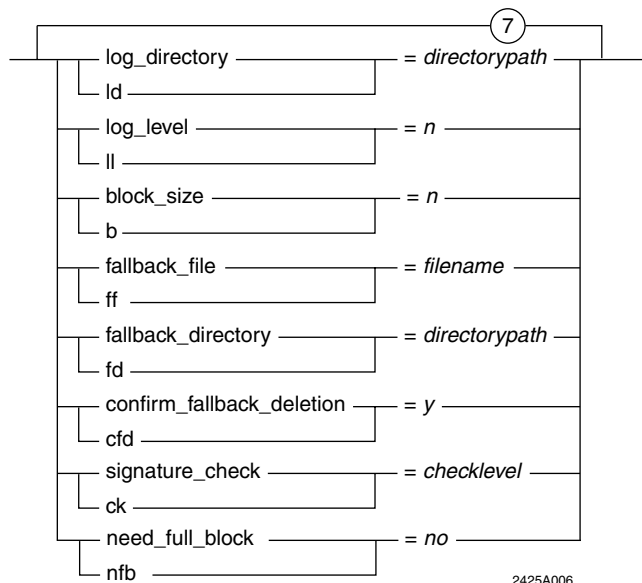 7
log_directory = directorypath
ld
log_level = n
ll
block_size = n
b
fallback_file = filename
ff
fallback_directory = directorypath
fd
confirm_fallback_deletion = y
cfd
signature_check = checklevel
ck
need_full_block = no
nfb
2425A006